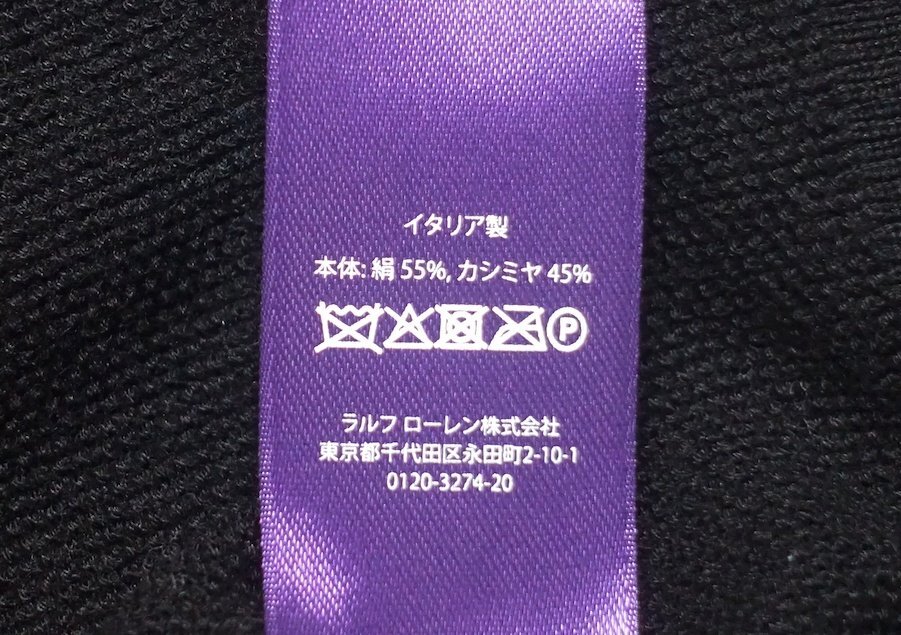 イタリア製
本体: 絹 55%, カシミヤ 45%
P
ラルフ ローレン株式会社
東京都千代田区永田町2-10-1
0120-3274-20